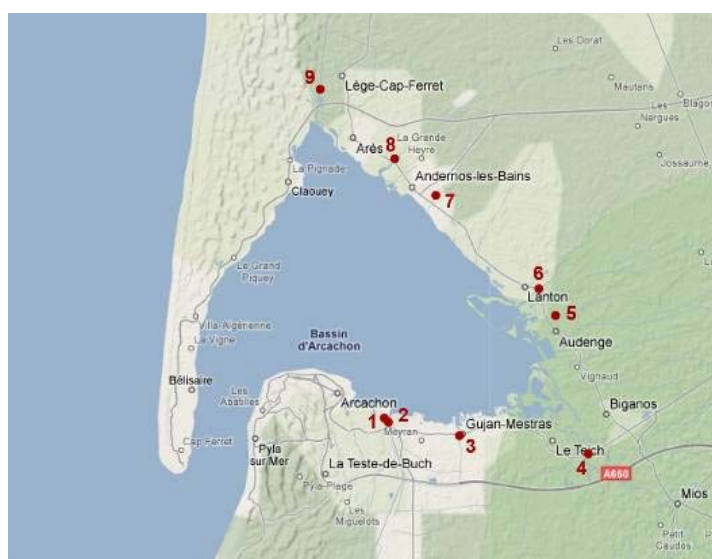 Les Dorat
9
Lège-Cap-Ferret
Mautans
Blagon
Les
Nargues
8
La Grande
Heyre
Arès
La Pignade
Jossaume
Andernos-les-Bains
Claouey
7
Le Grand
Piquey
6
Lanton
5
Villa-Algérienne
Bassin
d'Arcachon
Audenge
La Vigne
Vignaud
Bélisaire
Les
Abatilles
Arcachon
Biganos
1
2
Gujan-Mestras
Meyran
3
Cap Ferret
Pyla
sur Mer
Le Teich
4
La Teste-de-Buch
A660
Pyla-Plage
Mios
Les
Miguelots
Petit
Caudos